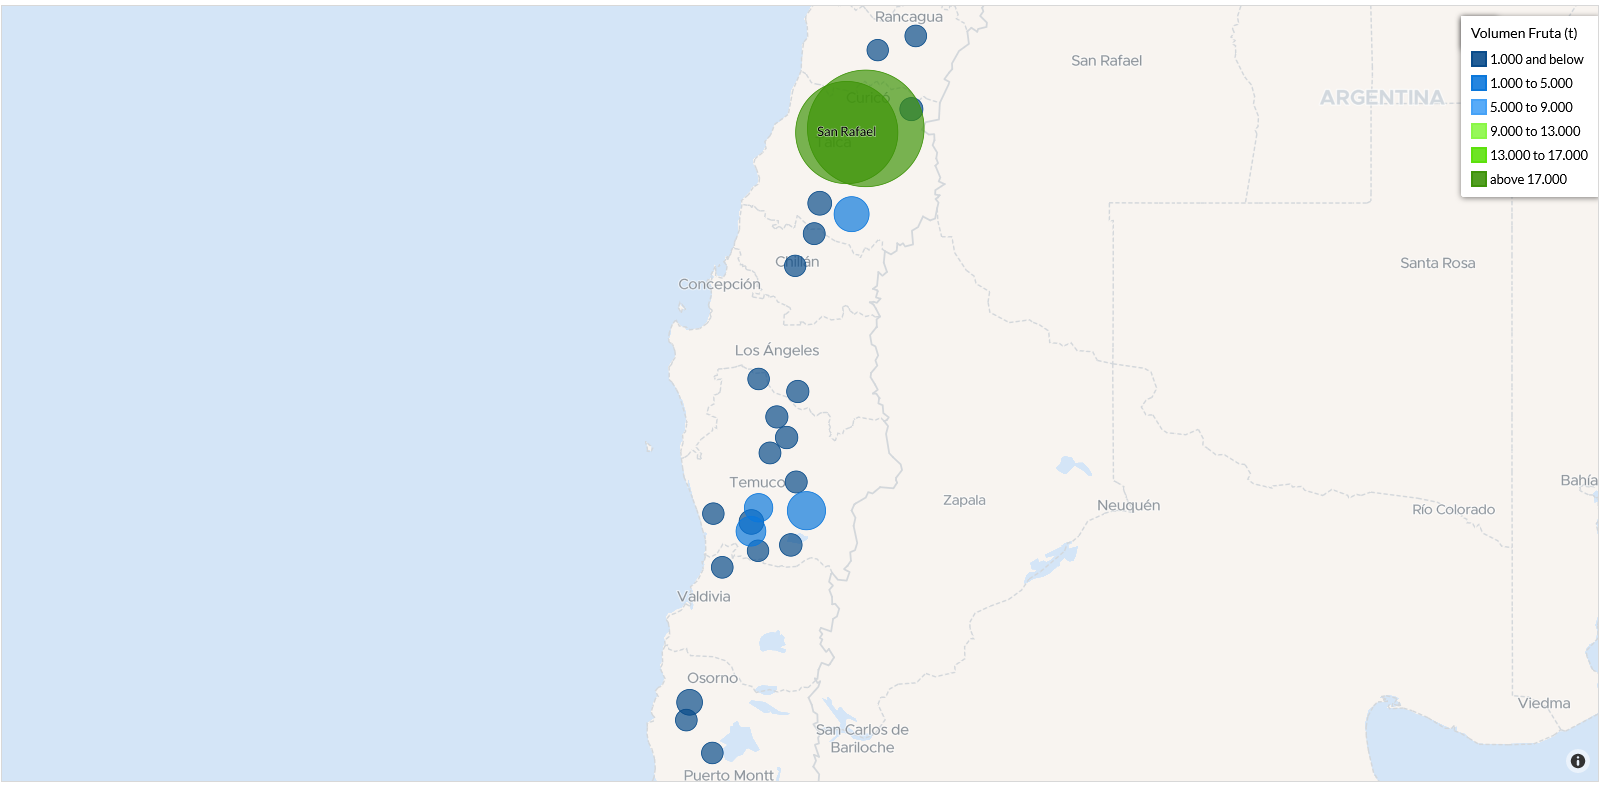 Rancagua
San Rafael
ARGENTINA
Volumen Fruta (t)
1.000 and below
1.000 to 5.000
5.000 to 9.000
9.000 to 13.000
13.000 to 17.000
above 17.000
Curicó
San Rafael
Talca
Chillán
Concepción
Santa Rosa
Los Ángeles
Temuco
Zapala
Neuquén
Río Colorado
Bahía
Valdivia
Osorno
San Carlos de
Bariloche
Viedma
Puerto Montt